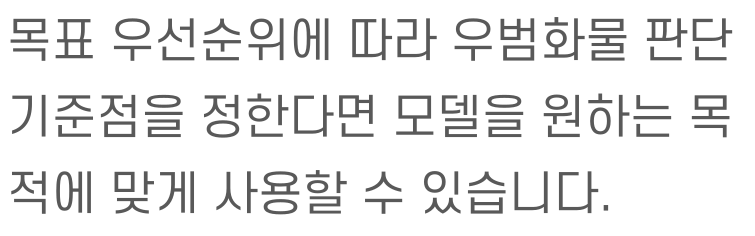 목표 우선순위에 따라 우범화물 판단
기준점을 정한다면 모델을 원하는 목
적에 맞게 사용할 수 있습니다.